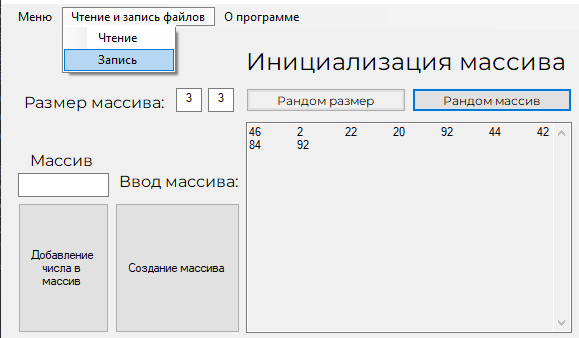 Меню Чтение и запись файлов О программе
Чтение
Запись
Инициализация массива
Размер массива: 3 3 Рандом размер Рандом массив
46 2 22 20 92 44 42
84 92
Массив
Ввод массива:
Добавление
числа в
массив
Создание массива